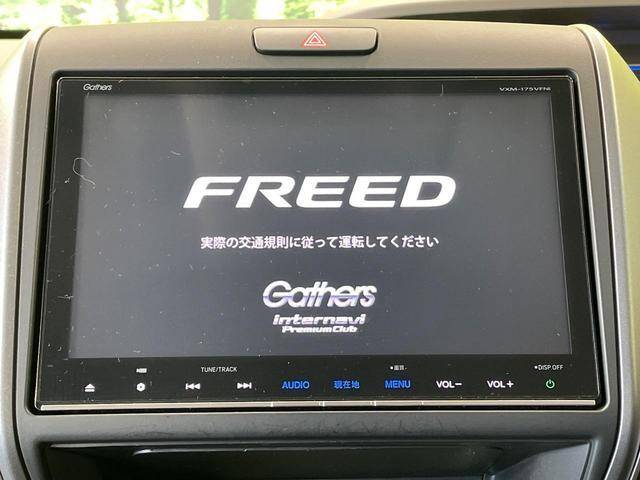 Gathers
VXM-175VFNi
FREED
実際の交通規則に従って運転してください
Gathers
internavi
Premium Club
TUNE/TRACK
画質
DISP OFF
AUDIO
現在地
MENU
VOL−
VOL+